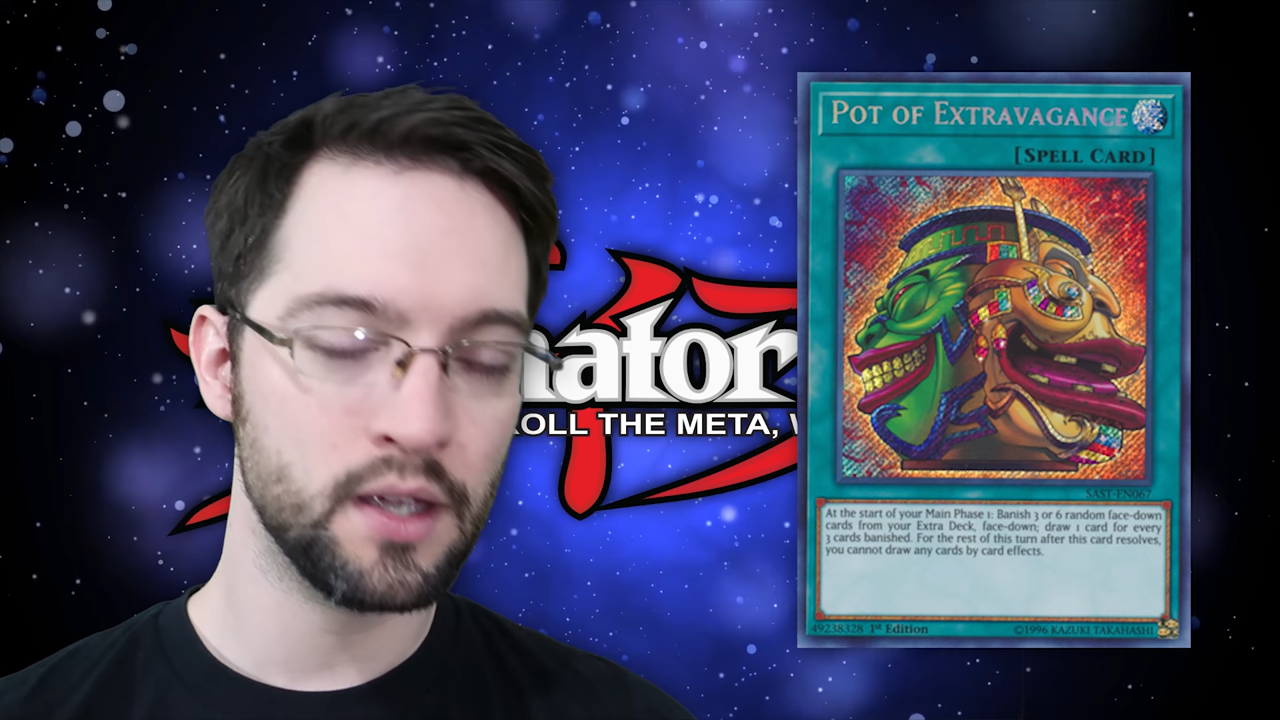 Pot of Extravagance
[Spell Card]
nator
ROLL THE META, W
SAST-EN067
At the start of your Main Phase 1: Banish 3 or 6 random face-down
cards from your Extra Deck, face-down; draw 1 card for every
3 cards banished. For the rest of this turn after this card resolves,
you cannot draw any cards by card effects.
49238328 1st Edition
©1996 KAZUKI TAKAHASHI